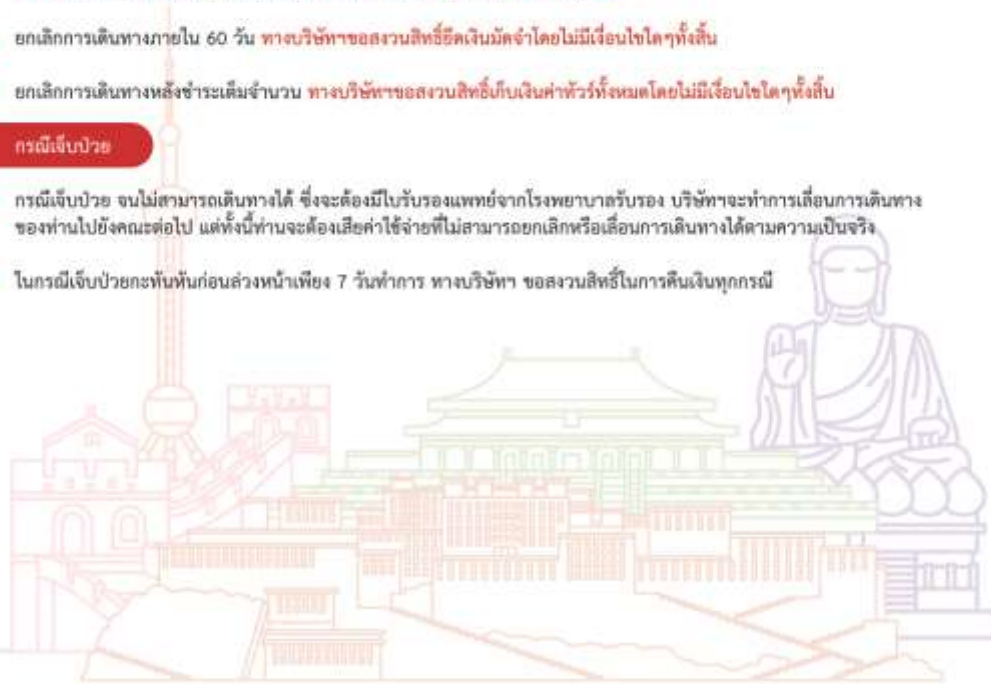 ยกเลิกการเดินทางภายใน 60 วัน ทางบริษัทฯขอสงวนสิทธิ์ยึดเงินมัดจำโดยไม่มีเงื่อนไขใดๆทั้งสิ้น
ยกเลิกการเดินทางหลังชำระเต็มจำนวน ทางบริษัทฯขอสงวนสิทธิ์เก็บเงินค่าทัวร์ทั้งหมดโดยไม่มีเงื่อนไขใดๆทั้งสิ้น
กรณีเจ็บป่วย
กรณีเจ็บป่วย จนไม่สามารถเดินทางได้ ซึ่งจะต้องมีใบรับรองแพทย์จากโรงพยาบาลรับรอง บริษัทฯจะทำการเลื่อนการเดินทาง
ของท่านไปยังคณะต่อไป แต่ทั้งนี้ท่านจะต้องเสียค่าใช้จ่ายที่ไม่สามารถยกเลิกหรือเลื่อนการเดินทางได้ตามความเป็นจริง
ในกรณีเจ็บป่วยกะทันหันก่อนล่วงหน้าเพียง 7 วันทำการ ทางบริษัทฯ ขอสงวนสิทธิ์ในการคืนเงินทุกกรณี